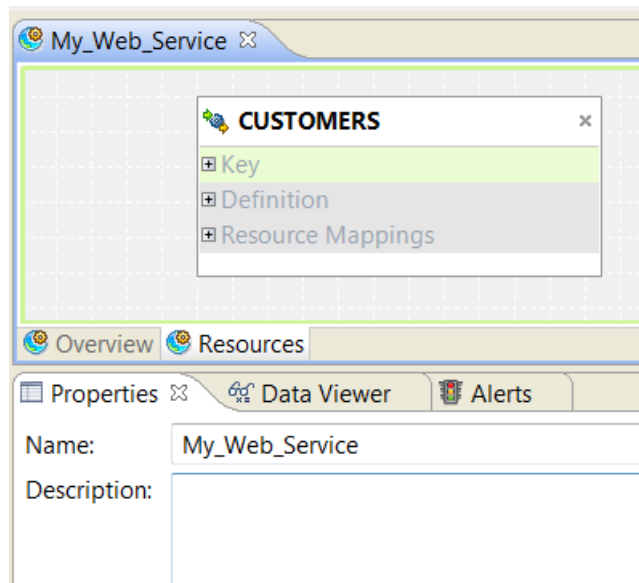 My_Web_Service
CUSTOMERS
Key
Definition
Resource Mappings
Overview Resources
Properties Data Viewer Alerts
Name: My_Web_Service
Description: